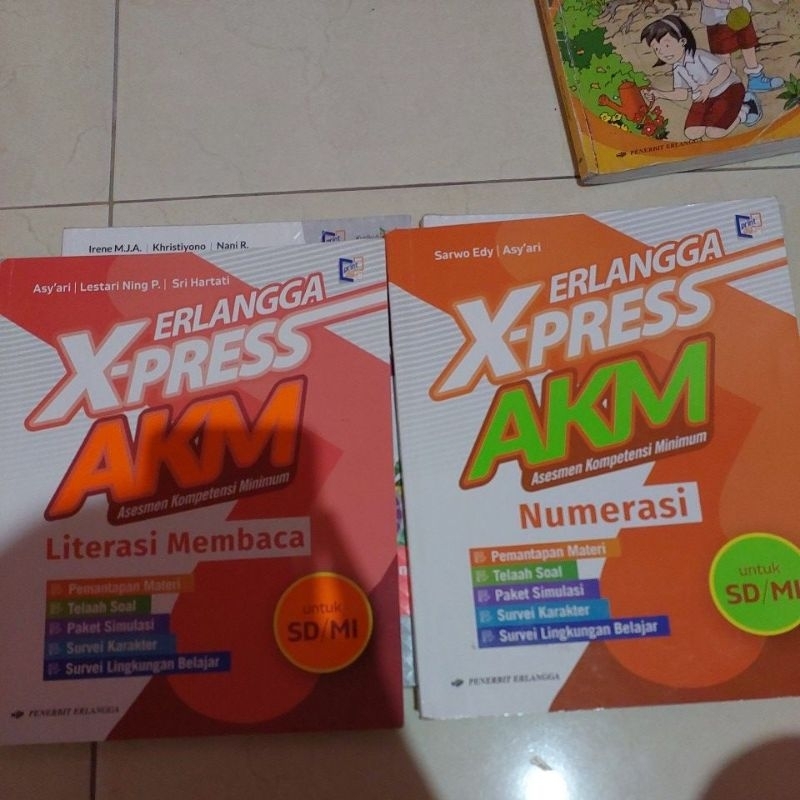 PENERBIT ERLANGGA
Irene M.J.A. | Khristiyono | Nani R.
print
Asy'ari | Lestari Ning P. | Sri Hartati
print
ERLANGGA
X-PRESS
AKM
Asesmen Kompetensi Minimum
Literasi Membaca
Pemantapan Materi
Telaah Soal
Paket Simulasi
Survei Karakter
Survei Lingkungan Belajar
untuk
SD/MI
PENERBIT ERLANGGA
Sarwo Edy | Asy'ari
print
ERLANGGA
X-PRESS
AKM
Asesmen Kompetensi Minimum
Numerasi
Pemantapan Materi
Telaah Soal
Paket Simulasi
Survei Karakter
Survei Lingkungan Belajar
untuk
SD/MI
PENERBIT ERLANGGA